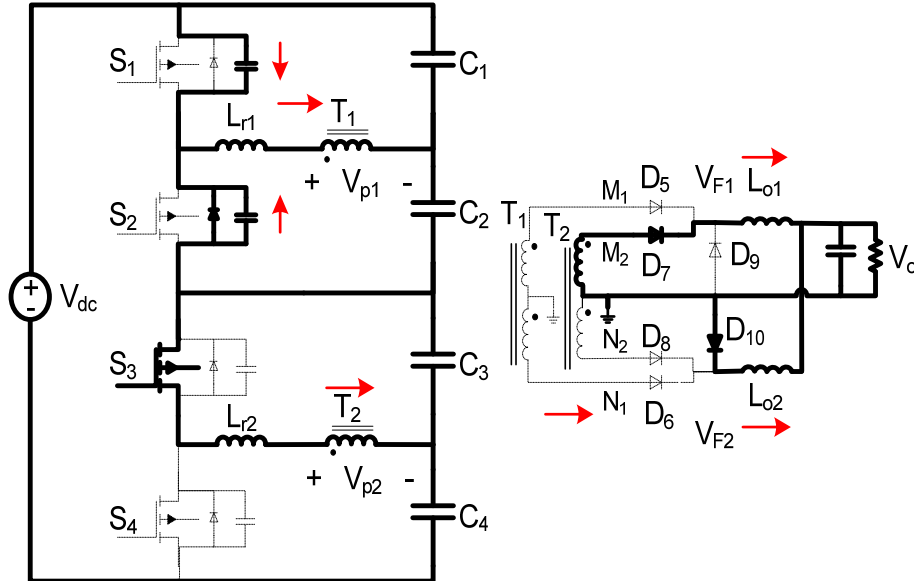 S1
C1
Lr1
T1
+ Vp1 -
S2
C2
+
-
Vdc
S3
C3
Lr2
T2
+ Vp2 -
S4
C4
T1
T2
M1
D5
VF1
Lo1
M2
D7
D9
Vo
D10
N2
D8
Lo2
N1
D6
VF2